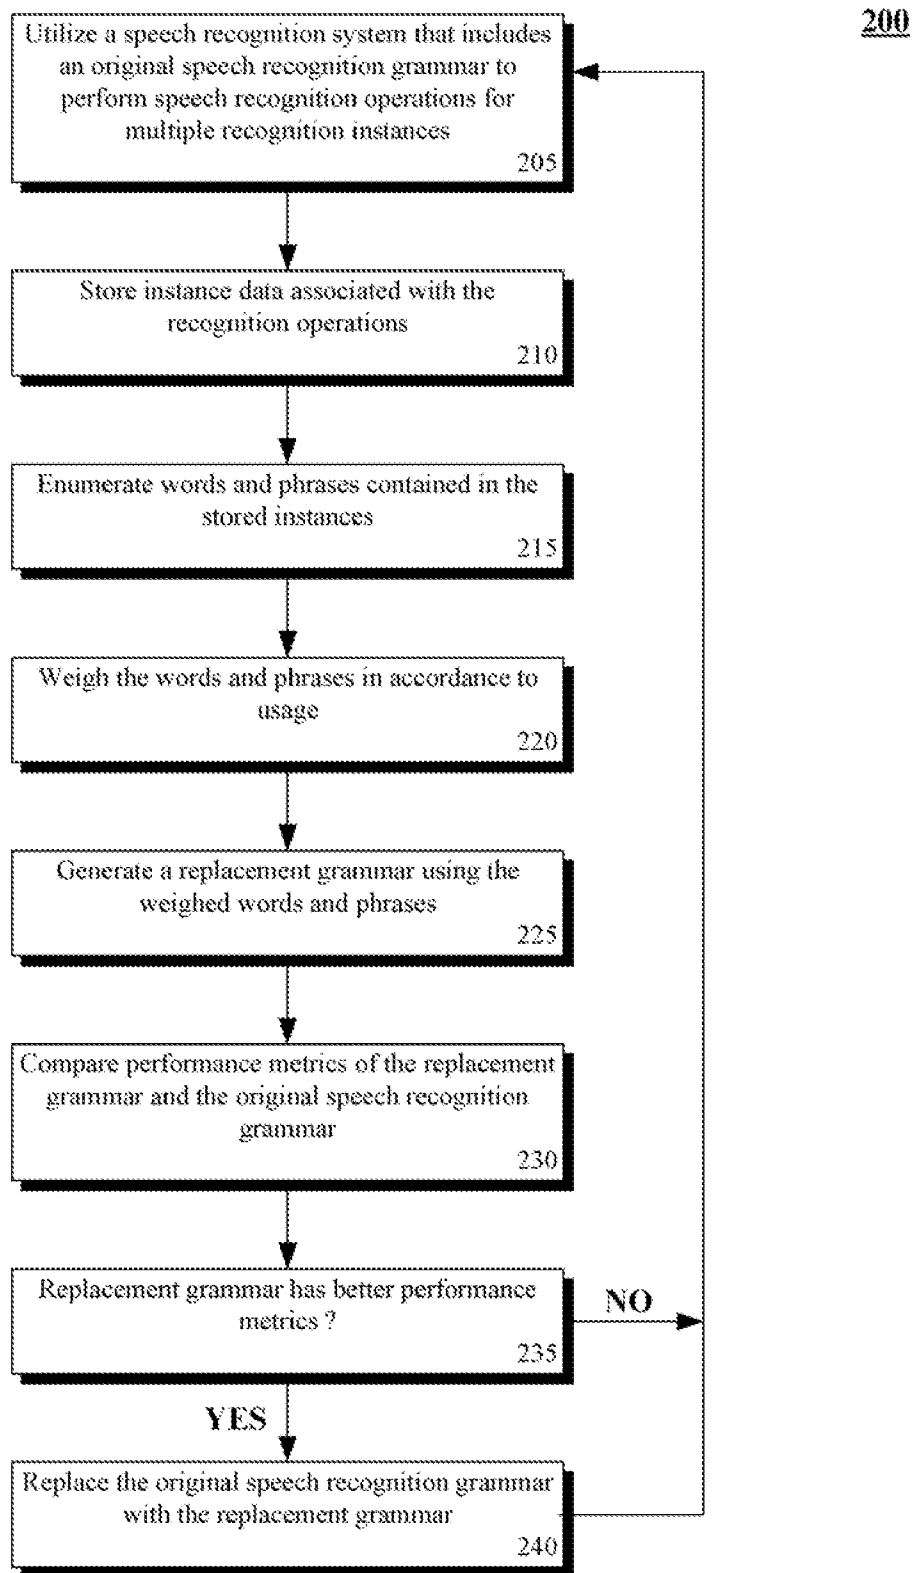 200
Utilize a speech recognition system that includes
an original speech recognition grammar to
perform speech recognition operations for
multiple recognition instances
205
Store instance data associated with the
recognition operations
210
Enumerate words and phrases contained in the
stored instances
215
Weigh the words and phrases in accordance to
usage
220
Generate a replacement grammar using the
weighed words and phrases
225
Compare performance metrics of the replacement
grammar and the original speech recognition
grammar
230
Replacement grammar has better performance
metrics ?
235
NO
YES
Replace the original speech recognition grammar
with the replacement grammar
240